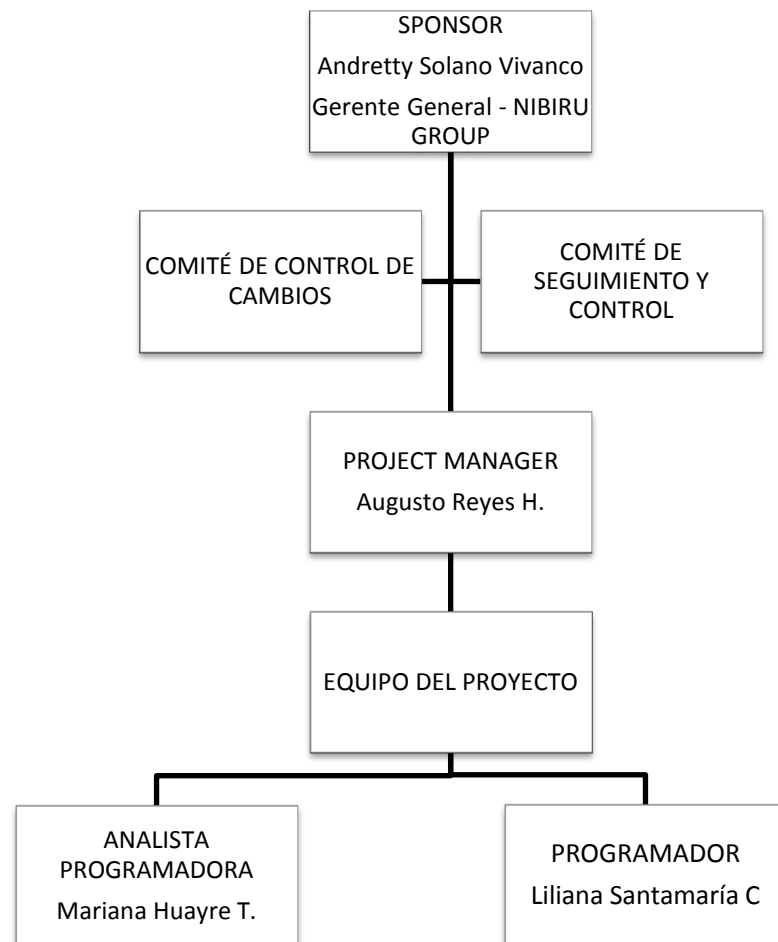 SPONSOR
Andretty Solano Vivanco
Gerente General - NIBIRU
GROUP
COMITÉ DE CONTROL DE
CAMBIOS
COMITÉ DE
SEGUIMIENTO Y
CONTROL
PROJECT MANAGER
Augusto Reyes H.
EQUIPO DEL PROYECTO
ANALISTA
PROGRAMADORA
Mariana Huayre T.
PROGRAMADOR
Liliana Santamaría C